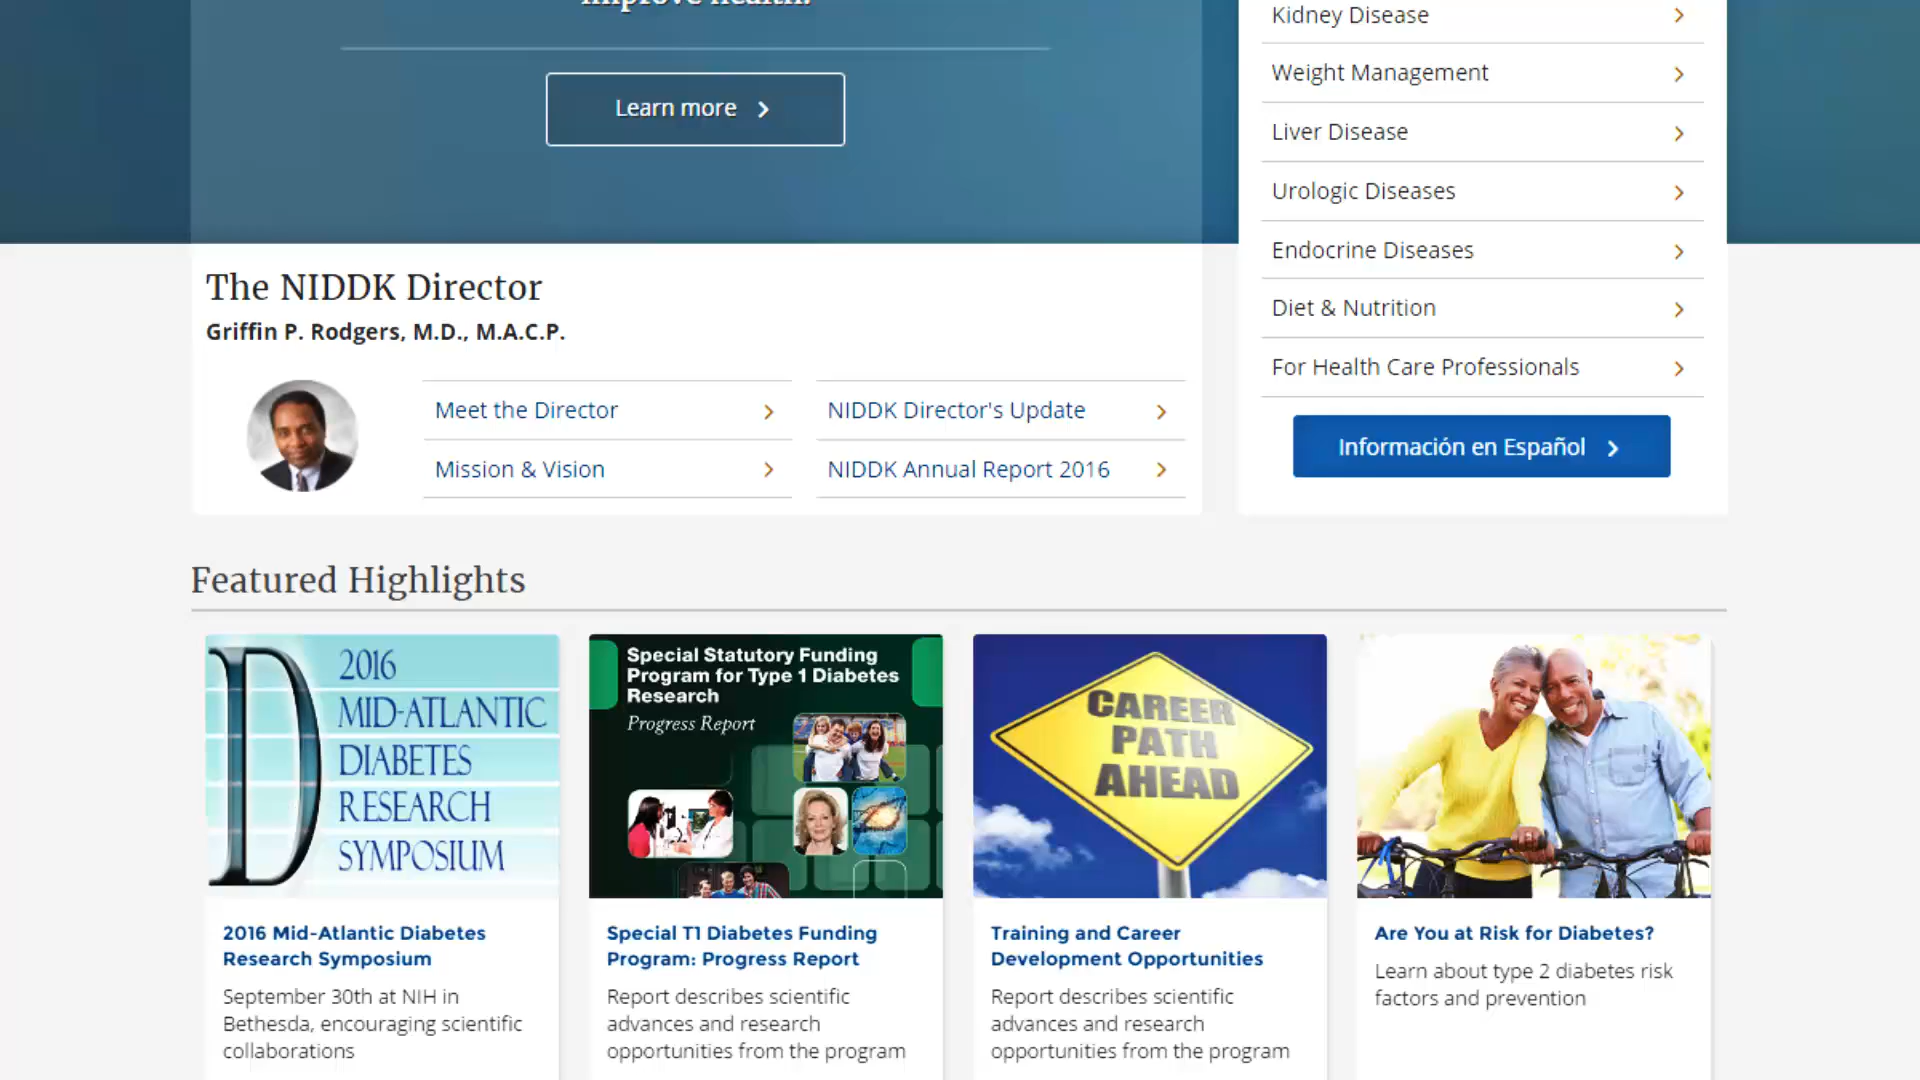 improve health.
Learn more
Kidney Disease
Weight Management
Liver Disease
Urologic Diseases
Endocrine Diseases
Diet & Nutrition
For Health Care Professionals
Información en Español
The NIDDK Director
Griffin P. Rodgers, M.D., M.A.C.P.
Meet the Director
NIDDK Director's Update
Mission & Vision
NIDDK Annual Report 2016
Featured Highlights
D
2016
MID-ATLANTIC
DIABETES
RESEARCH
SYMPOSIUM
2016 Mid-Atlantic Diabetes
Research Symposium
September 30th at NIH in
Bethesda, encouraging scientific
collaborations
Special Statutory Funding
Program for Type 1 Diabetes
Research
Progress Report
Special T1 Diabetes Funding
Program: Progress Report
Report describes scientific
advances and research
opportunities from the program
CAREER
PATH
AHEAD
Training and Career
Development Opportunities
Report describes scientific
advances and research
opportunities from the program
Are You at Risk for Diabetes?
Learn about type 2 diabetes risk
factors and prevention